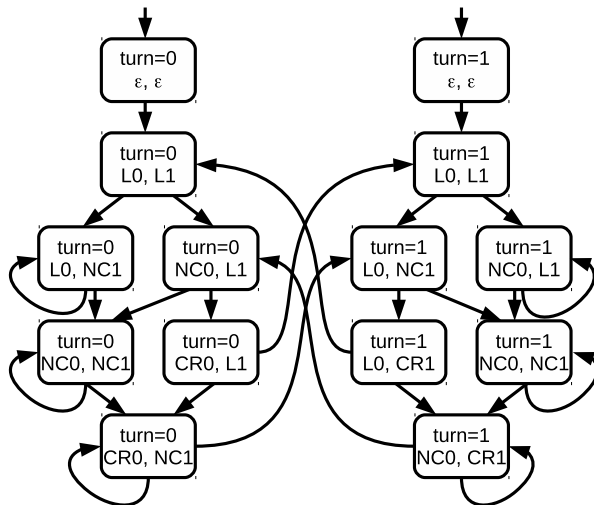 turn=0
ε, ε
turn=1
ε, ε
turn=0
L0, L1
turn=1
L0, L1
turn=0
L0, NC1
turn=0
NC0, L1
turn=1
L0, NC1
turn=1
NC0, L1
turn=0
NC0, NC1
turn=0
CR0, L1
turn=1
L0, CR1
turn=1
NC0, NC1
turn=0
CR0, NC1
turn=1
NC0, CR1